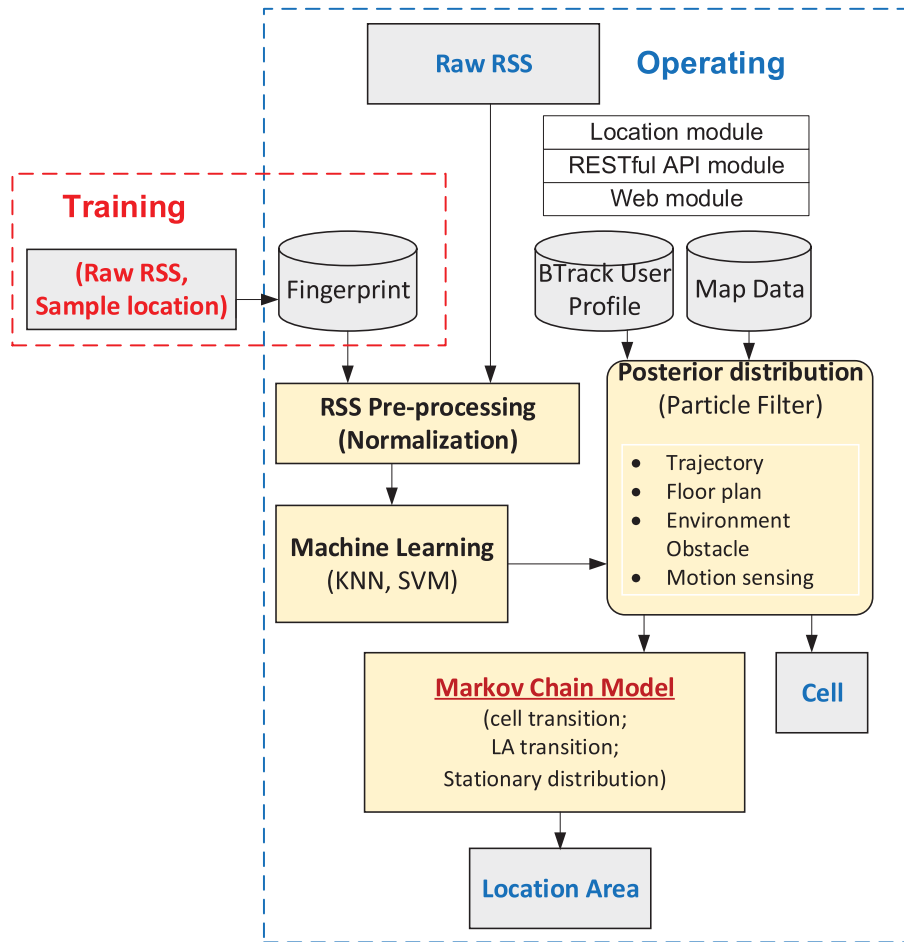 Raw RSS
Operating
Location module
RESTful API module
Web module
Training
(Raw RSS,
Sample location)
Fingerprint
BTrack User
Profile
Map Data
RSS Pre-processing
(Normalization)
Posterior distribution
(Particle Filter)
• Trajectory
• Floor plan
• Environment
Obstacle
• Motion sensing
Machine Learning
(KNN, SVM)
Markov Chain Model
(cell transition;
LA transition;
Stationary distribution)
Cell
Location Area